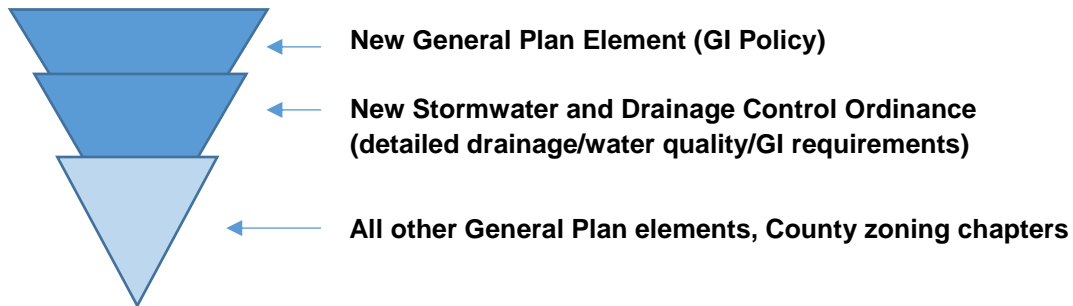 New General Plan Element (GI Policy)
New Stormwater and Drainage Control Ordinance
(detailed drainage/water quality/GI requirements)
All other General Plan elements, County zoning chapters